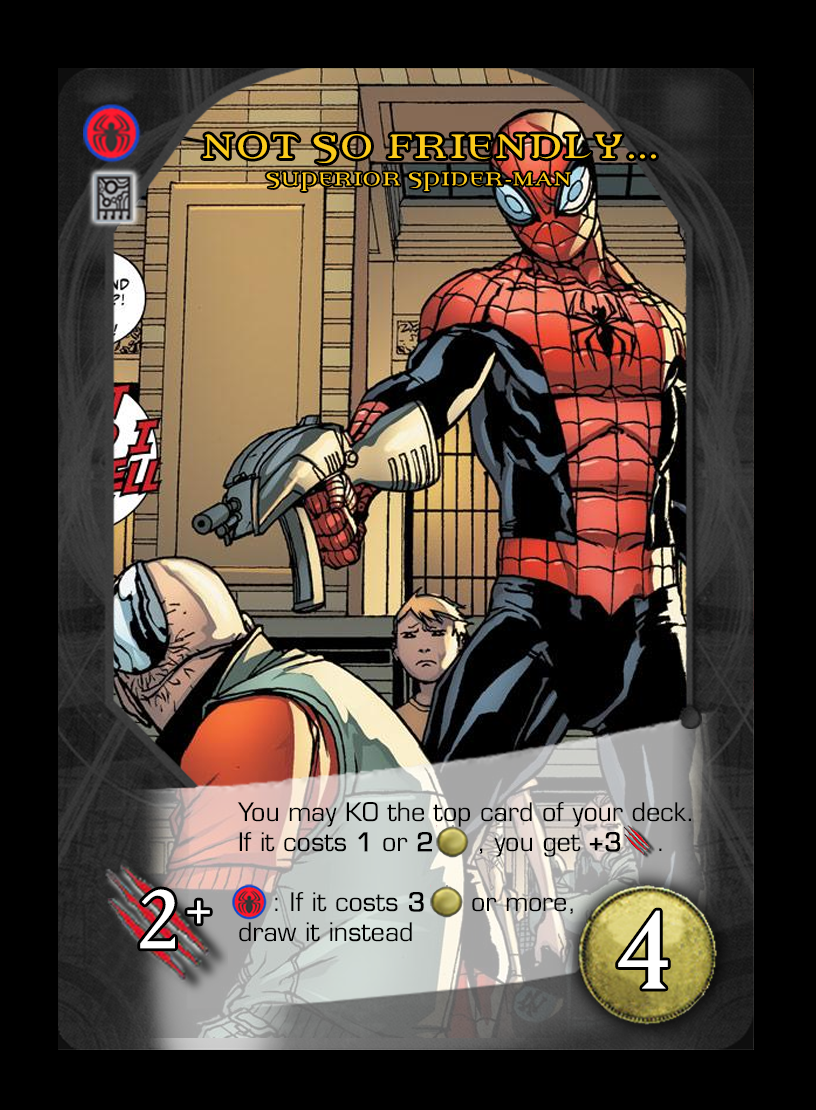 NOT SO FRIENDLY...
SUPERIOR SPIDER-MAN
?!
!
I
You may KO the top card of your deck.
If it costs 1 or 2 , you get +3 .
2+
: If it costs 3 or more,
draw it instead
4